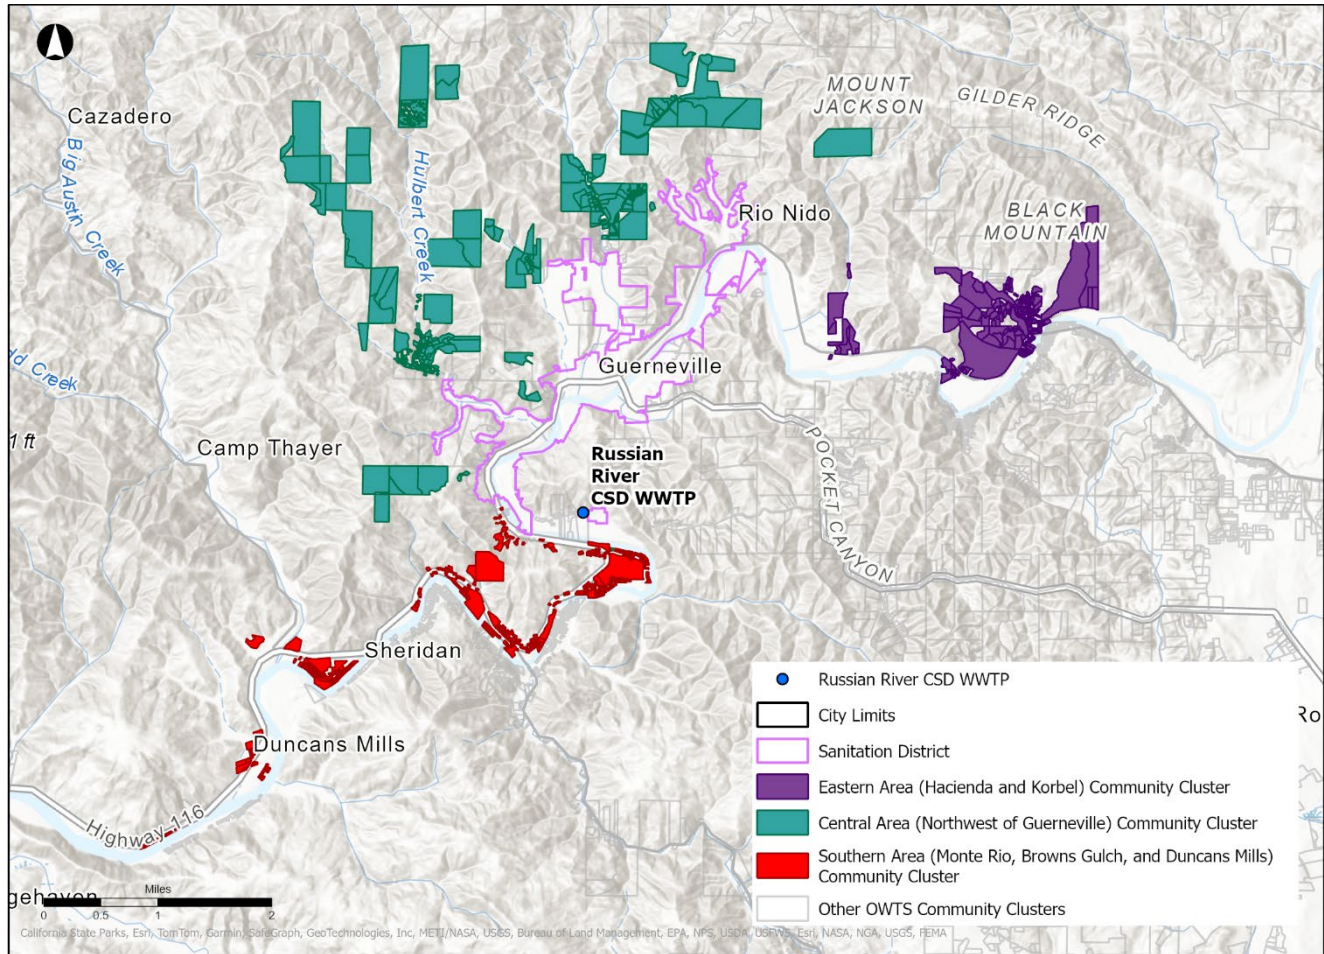 MOUNT
JACKSON
GILDER RIDGE
Cazadero
Big Austin Creek
Hulbert Creek
Rio Nido
BLACK
MOUNTAIN
Creek
Guerneville
1 ft
Camp Thayer
Russian
River
CSD WWTP
POCKET CANYON
Sheridan
Duncans Mills
Highway 116
Russian River CSD WWTP
City Limits
Ro
Sanitation District
Eastern Area (Hacienda and Korbel) Community Cluster
Central Area (Northwest of Guerneville) Community Cluster
Southern Area (Monte Rio, Browns Gulch, and Duncans Mills)
Community Cluster
Other OWTS Community Clusters
Miles
0 0.5 1 2
California State Parks, Esri, TomTom, Garmin, SafeGraph, GeoTechnologies, Inc, METI/NASA, USGS, Bureau of Land Management, EPA, NPS, USDA, USFWS, Esri, NASA, NGA, USGS, FEMA